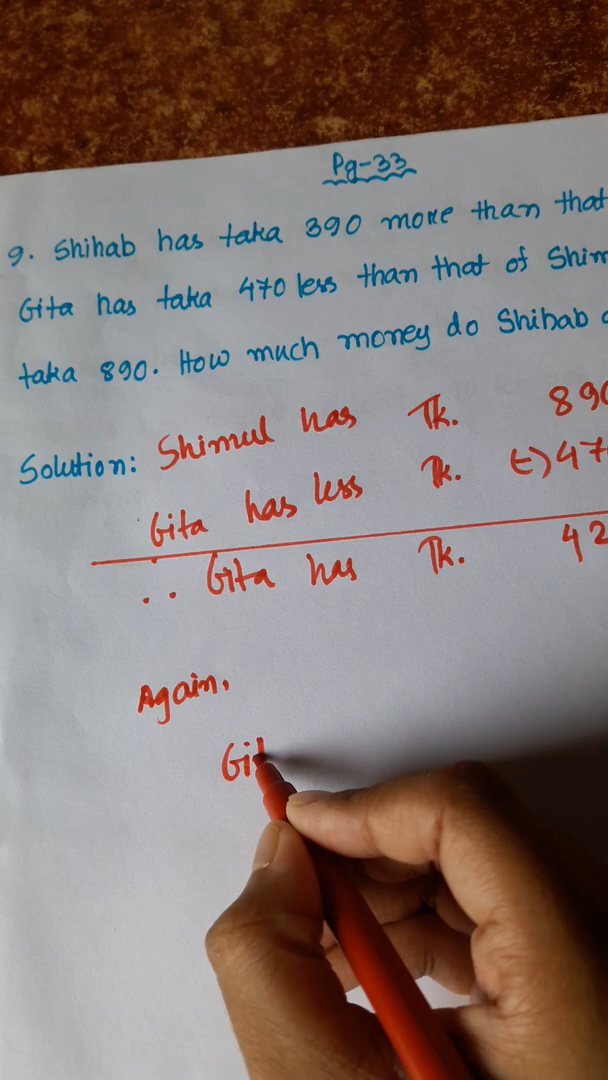 Pg-33
9. Shihab has taka 390 more than that
Gita has taka 470 less than that of Shim
taka 890. How much money do Shihab
Solution: Shimul has Tk. 890
Gita has less Tk. (-) 47
∴ Gita has Tk. 42
Again,
Git